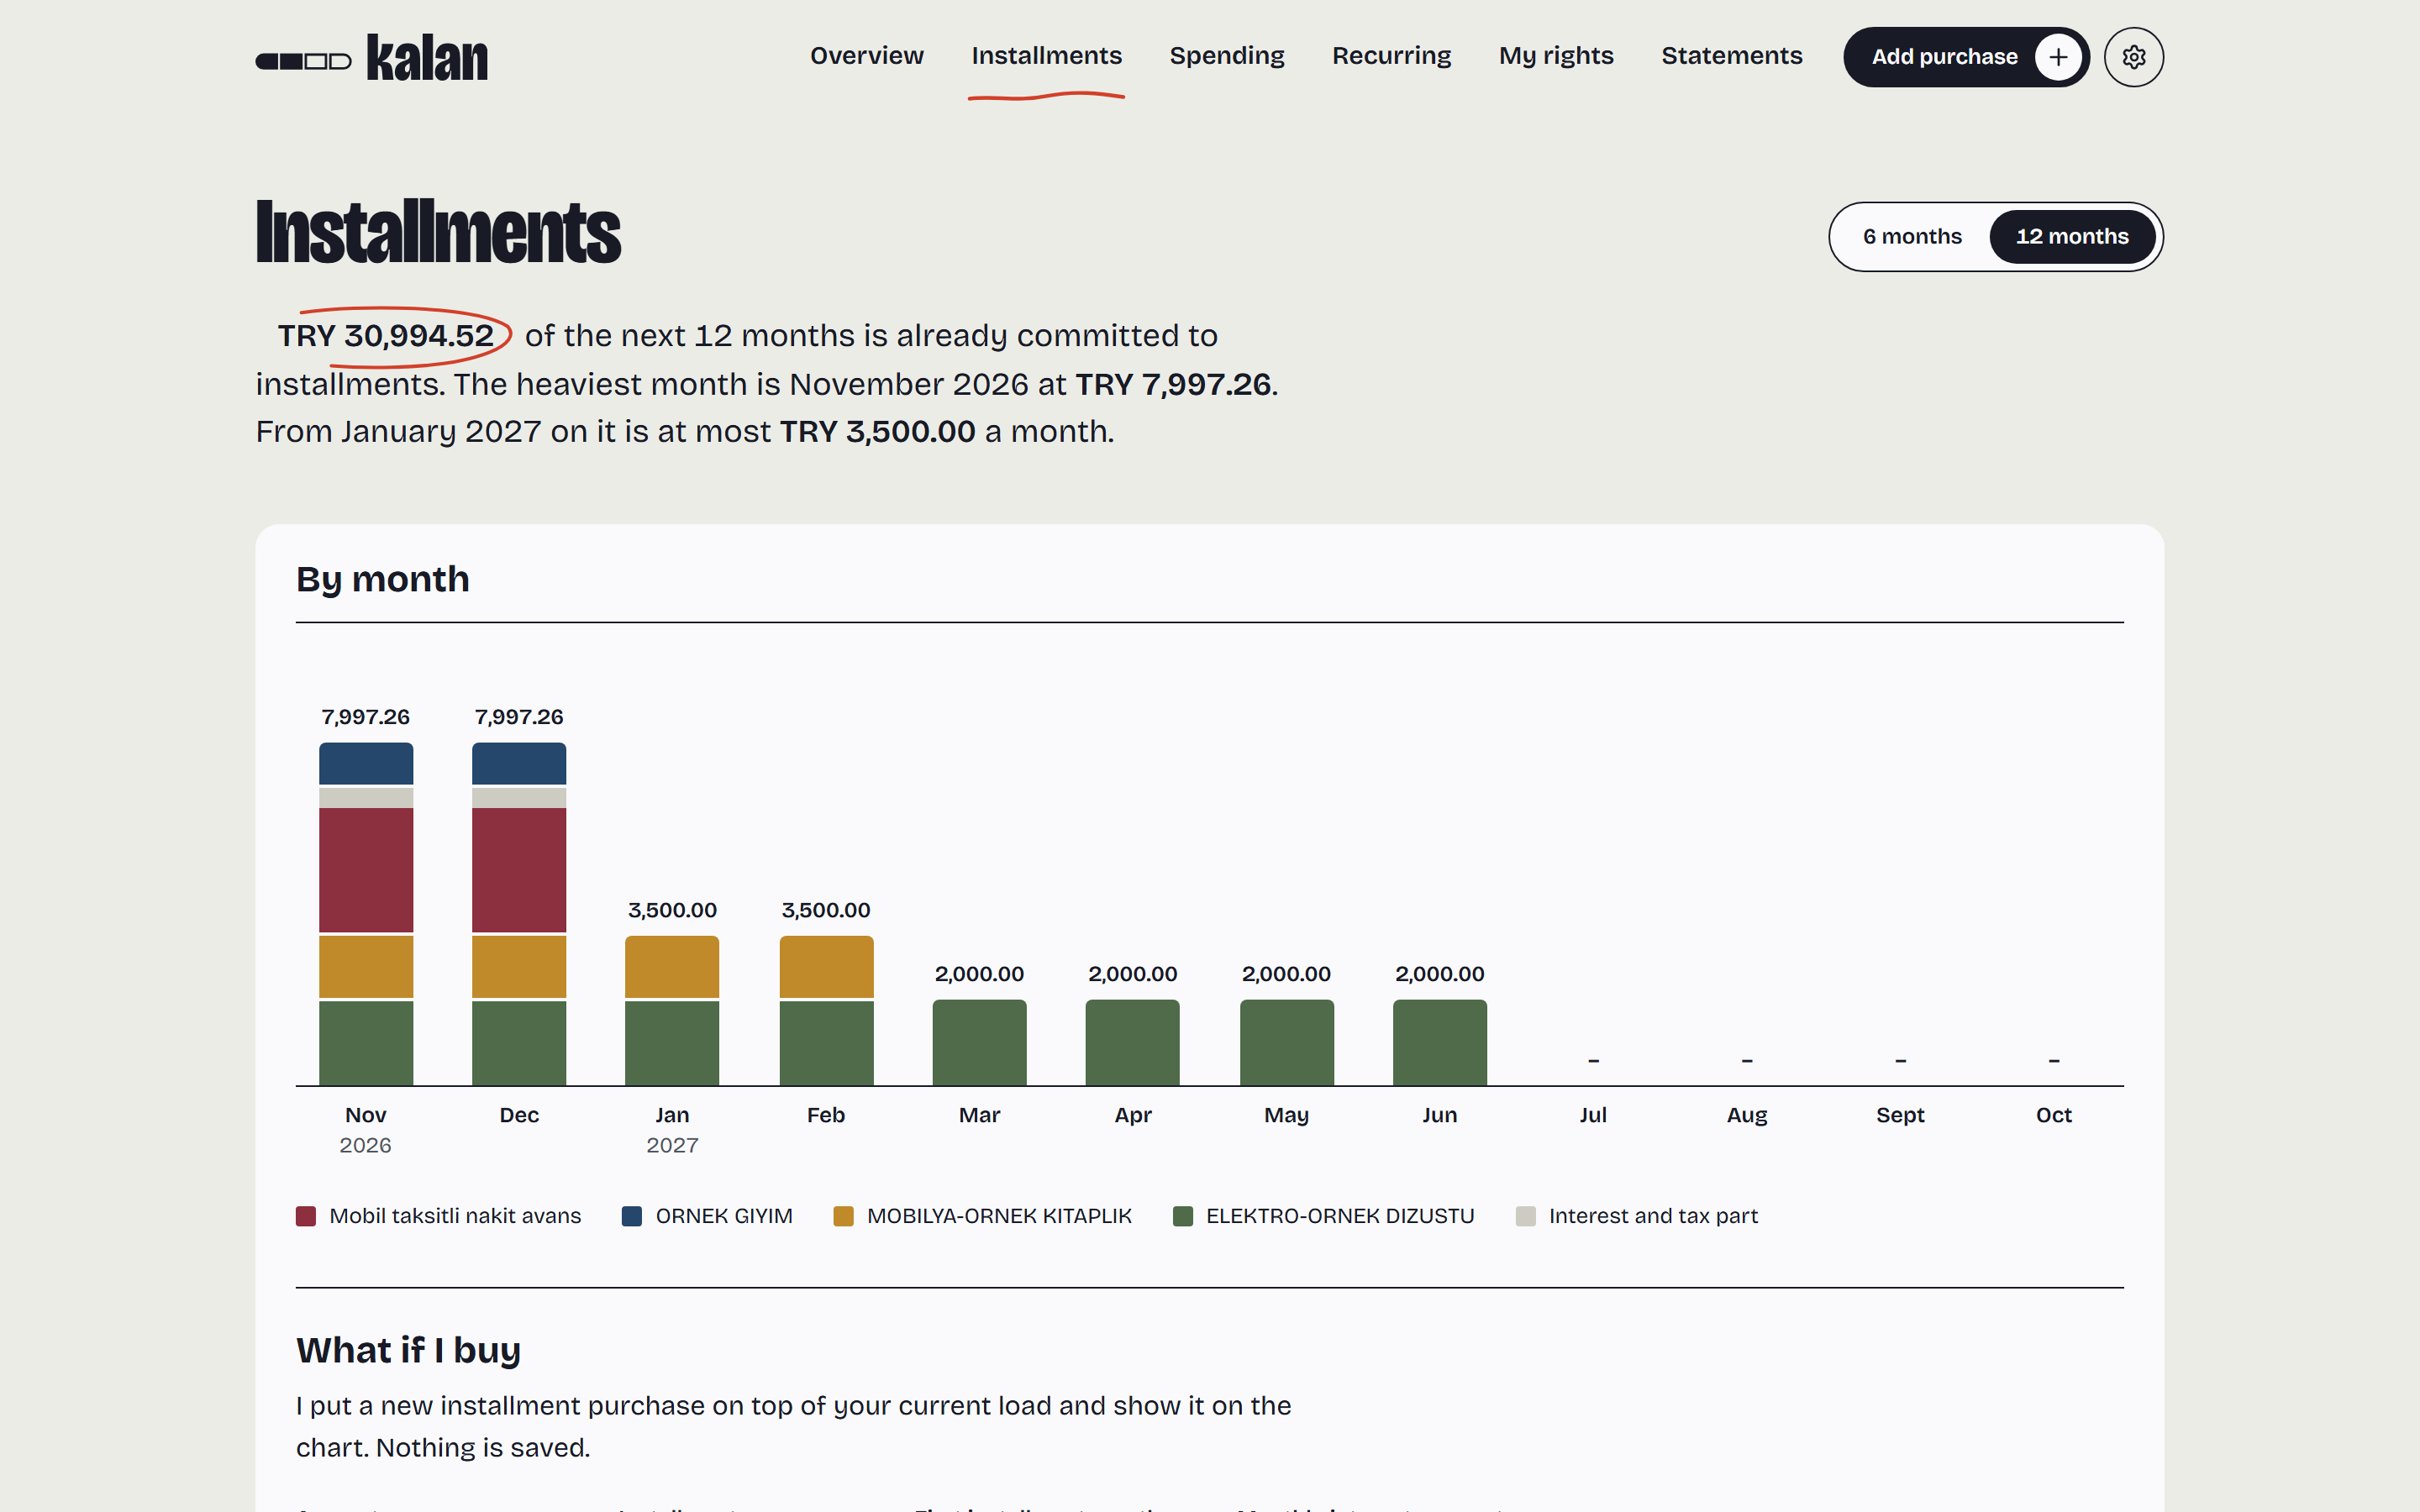 kalan
Overview Installments Spending Recurring My rights Statements Add purchase
Installments
6 months 12 months
TRY 30,994.52 of the next 12 months is already committed to
installments. The heaviest month is November 2026 at TRY 7,997.26.
From January 2027 on it is at most TRY 3,500.00 a month.
By month
7,997.26 7,997.26
3,500.00 3,500.00
2,000.00 2,000.00 2,000.00 2,000.00
– – – –
Nov Dec Jan Feb Mar Apr May Jun Jul Aug Sept Oct
2026 2027
Mobil taksitli nakit avans ORNEK GIYIM MOBILYA-ORNEK KITAPLIK ELEKTRO-ORNEK DIZUSTU Interest and tax part
What if I buy
I put a new installment purchase on top of your current load and show it on the
chart. Nothing is saved.